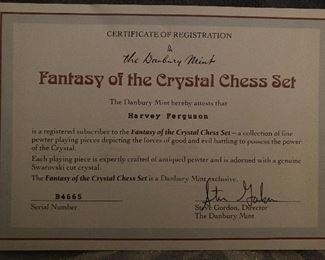 CERTIFICATE OF REGISTRATION
the Danbury Mint
Fantasy of the Crystal Chess Set
The Danbury Mint hereby attests that
Harvey Ferguson
is a registered subscriber to the Fantasy of the Crystal Chess Set – a collection of fine
pewter playing pieces depicting the forces of good and evil battling to possess the power
of the Crystal.
Each playing piece is expertly crafted of antiqued pewter and is adorned with genuine
Swarovski cut crystal.
The Fantasy of the Crystal Chess Set is a Danbury Mint exclusive.
B4665
Serial Number
Steve Gordon, Director
The Danbury Mint